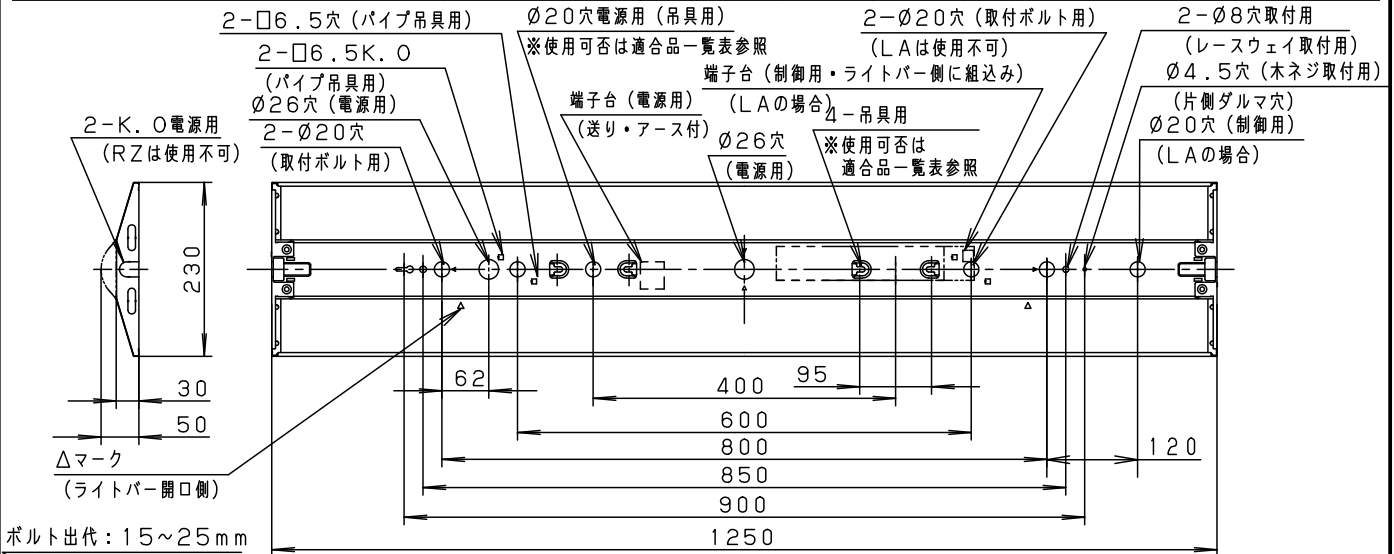 2-□6.5穴(パイプ吊具用)
2-□6.5K.O
(パイプ吊具用)
Ø26穴(電源用)
2-Ø20穴
(取付ボルト用)
2-K.O電源用
(RZは使用不可)
Ø20穴電源用(吊具用)
※使用可否は適合品一覧表参照
端子台(電源用)
(送り・アース付)
端子台(制御用・ライトバー側に組込み)
(LAの場合)
Ø26穴
(電源用)
4-吊具用
※使用可否は
適合品一覧表参照
2-Ø20穴(取付ボルト用)
(LAは使用不可)
2-Ø8穴取付用
(レースウェイ取付用)
Ø4.5穴(木ネジ取付用)
(片側ダルマ穴)
Ø20穴(制御用)
(LAの場合)
230
30
50
62
400
95
600
800
120
850
900
1250
△マーク
(ライトバー開口側)
ボルト出代:15~25mm